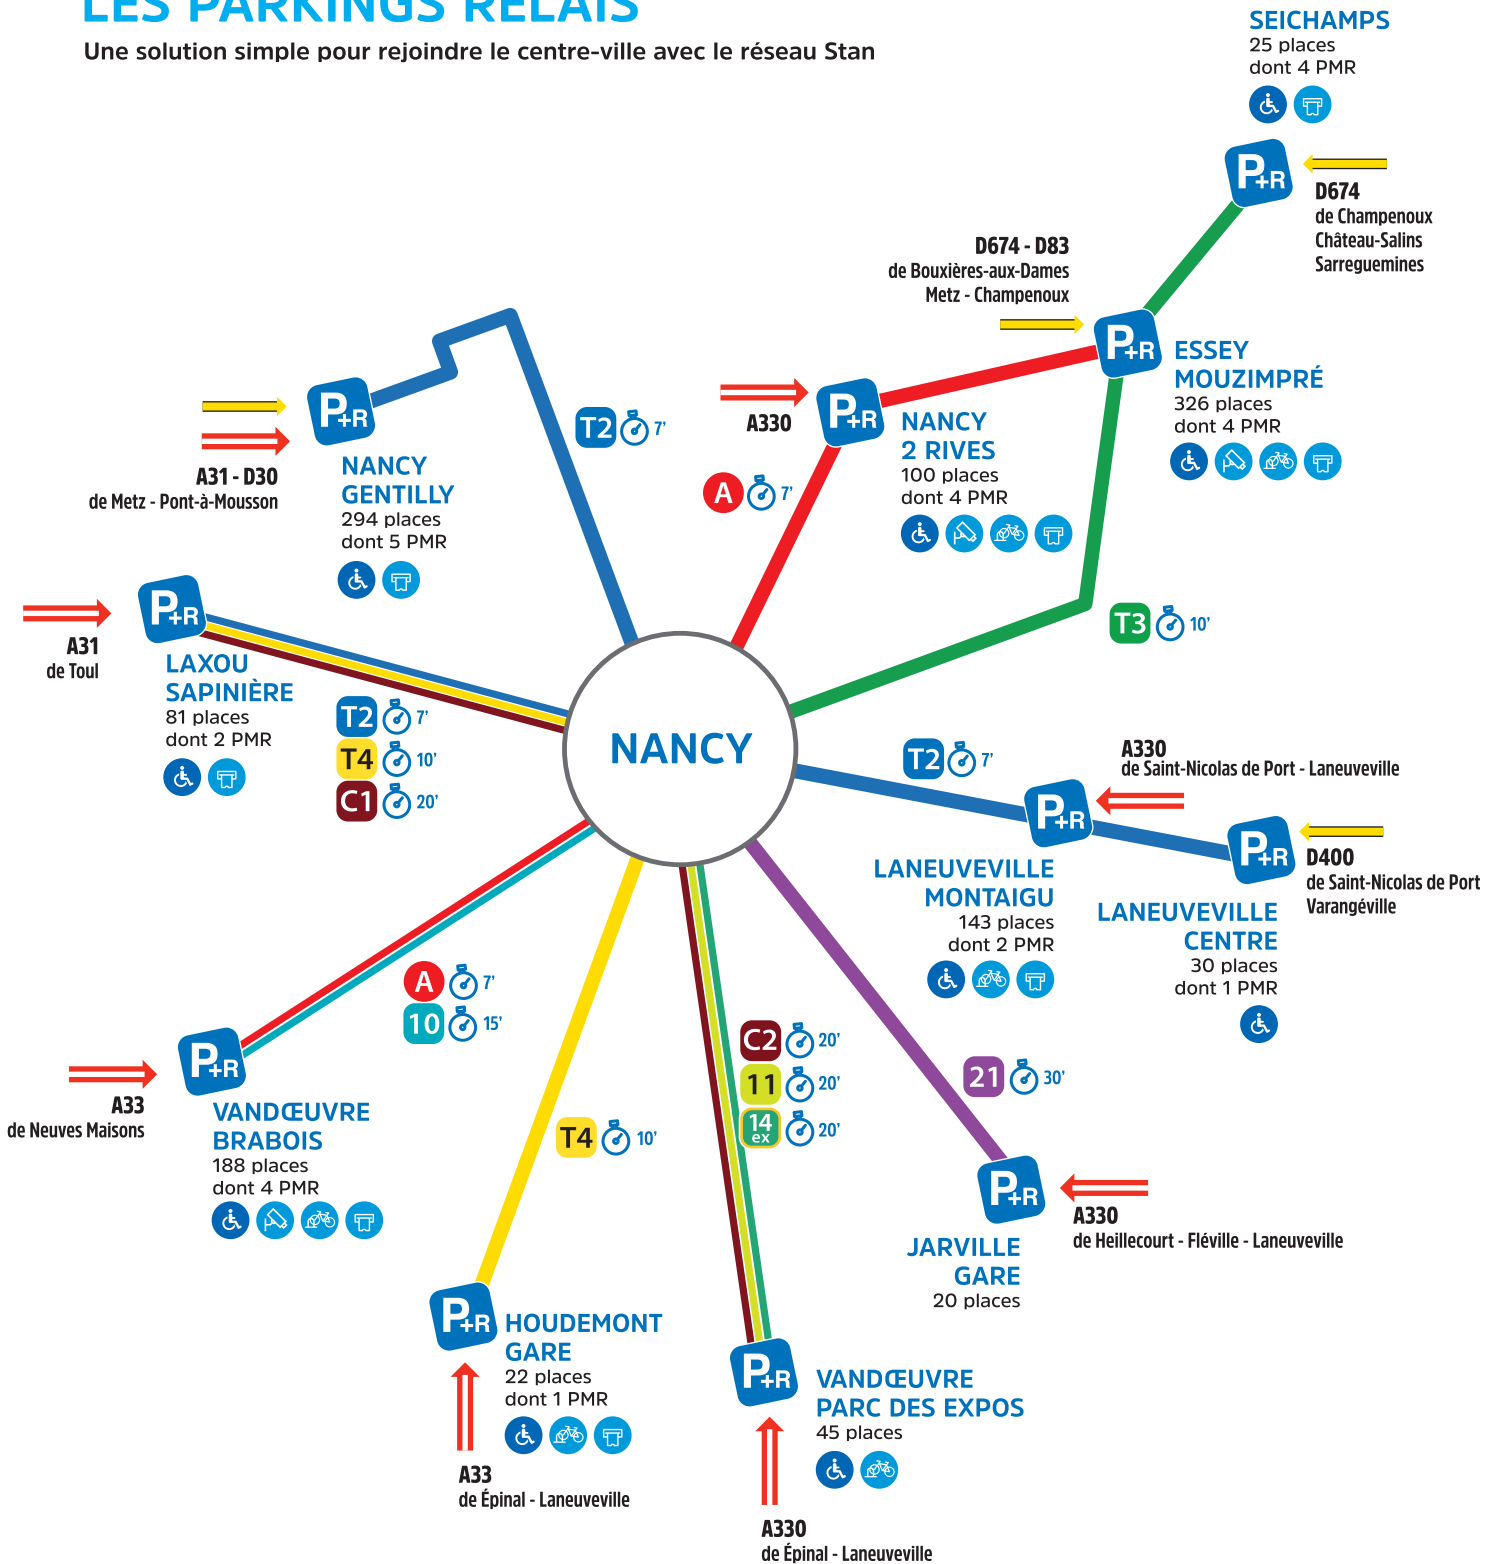 LES PARKINGS RELAIS
Une solution simple pour rejoindre le centre-ville avec le réseau Stan
SEICHAMPS
25 places
dont 4 PMR
P+R
D674
de Champenoux
Château-Salins
Sarreguemines
D674 - D83
de Bouxières-aux-Dames
Metz - Champenoux
P+R
ESSEY
MOUZIMPRÉ
326 places
dont 4 PMR
A330
P+R
NANCY
2 RIVES
100 places
dont 4 PMR
A 7’
T3 10’
P+R
A31 - D30
de Metz - Pont-à-Mousson
NANCY
GENTILLY
294 places
dont 5 PMR
T2 7’
P+R
A31
de Toul
LAXOU
SAPINIÈRE
81 places
dont 2 PMR
T2 7’
T4 10’
C1 20’
NANCY
T2 7’
A330
de Saint-Nicolas de Port - Laneuveville
P+R
LANEUVEVILLE
MONTAIGU
143 places
dont 2 PMR
P+R
D400
de Saint-Nicolas de Port
Varangéville
LANEUVEVILLE
CENTRE
30 places
dont 1 PMR
A 7’
10 15’
P+R
A33
de Neuves Maisons
VANDŒUVRE
BRABOIS
188 places
dont 4 PMR
T4 10’
C2 20’
11 20’
14 ex 20’
21 30’
P+R
A330
de Heillecourt - Fléville - Laneuveville
JARVILLE
GARE
20 places
P+R
HOUDEMONT
GARE
22 places
dont 1 PMR
A33
de Épinal - Laneuveville
P+R
VANDŒUVRE
PARC DES EXPOS
45 places
A330
de Épinal - Laneuveville